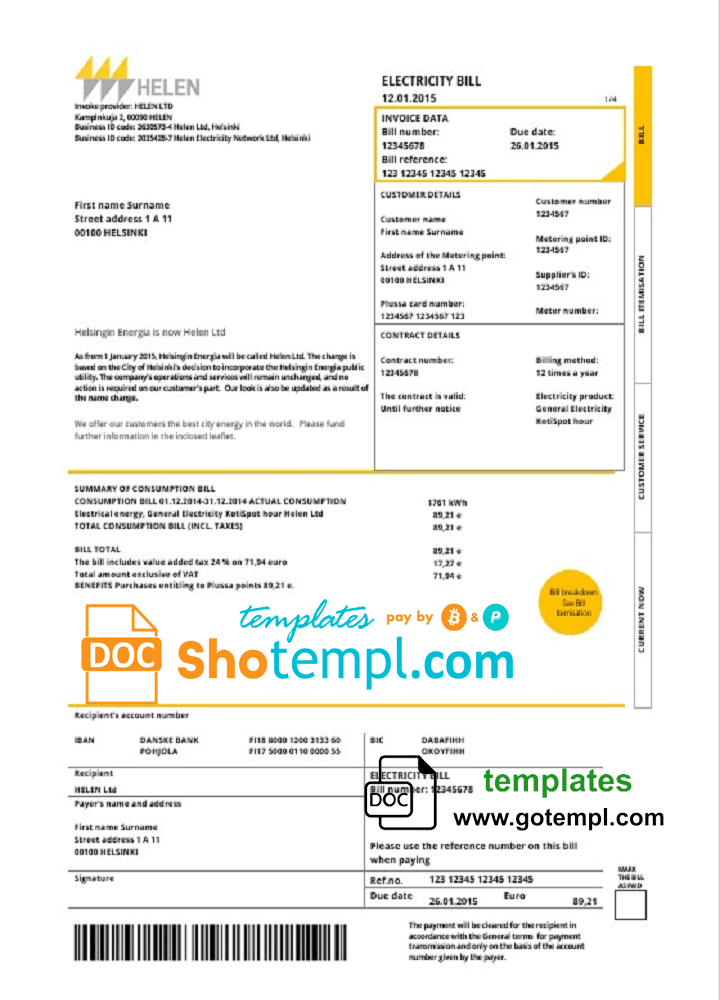 HELEN
Invoice provider: HELEN LTD
Kampinkuja 2, 00090 HELEN
Business ID code: 2630573-4 Helen Ltd, Helsinki
Business ID code: 2035428-7 Helen Electricity Network Ltd, Helsinki
First name Surname
Street address 1 A 11
00100 HELSINKI
ELECTRICITY BILL
12.01.2015
1/4
INVOICE DATA
Bill number:
12345678
Due date:
26.01.2015
Bill reference:
123 12345 12345 12345
CUSTOMER DETAILS
Customer name
First name Surname
Address of the Metering point:
Street address 1 A 11
00100 HELSINKI
Plussa card number:
1234567 1234567 123
Customer number
1234567
Metering point ID:
1234567
Supplier's ID:
1234567
Meter number:
CONTRACT DETAILS
Contract number:
12345678
The contract is valid:
Until further notice
Billing method:
12 times a year
Electricity product:
General Electricity
KotiSpot hour
BILL
BILL ITEMISATION
CUSTOMER SERVICE
CURRENT NOW
Helsingin Energia is now Helen Ltd
As from 1 January 2015, Helsingin Energia will be called Helen Ltd. The change is
based on the City of Helsinki's decision to incorporate the Helsingin Energia public
utility. The company's operations and services will remain unchanged, and no
action is required on our customer's part. Our look is also be updated as a result of
the name change.
We offer our customers the best city energy in the world. Please fund
further information in the inclosed leaflet.
SUMMARY OF CONSUMPTION BILL
CONSUMPTION BILL 01.12.2014-31.12.2014 ACTUAL CONSUMPTION 1761 kWh
Electrical energy, General Electricity KotiSpot hour Helen Ltd 89,21 e
TOTAL CONSUMPTION BILL (INCL. TAXES) 89,21 e
BILL TOTAL 89,21 e
The bill includes value added tax 24 % on 71,94 euro 17,27 e
Total amount exclusive of VAT 71,94 e
BENEFITS Purchases entitling to Plussa points 89,21 e.
Bill breakdown
See Bill
itemisation
templates pay by & P
DOC
Shotempl.com
Recipient's account number
IBAN DANSKE BANK FI18 8000 1200 3133 60 BIC DABAFIHH
POHJOLA FI17 5000 0110 0000 55 OKOYFIHH
Recipient
HELEN Ltd
Payer's name and address
First name Surname
Street address 1 A 11
00100 HELSINKI
Signature
ELECTRICITY BILL
Bill number: 12345678
DOC
templates
www.gotempl.com
Please use the reference number on this bill
when paying
Ref.no. 123 12345 12345 12345
Due date 26.01.2015 Euro 89,21
MARK
THE BILL
AS PAID
The payment will be cleared for the recipient in
accordance with the General terms for payment
transmission and only on the basis of the account
number given by the payer.